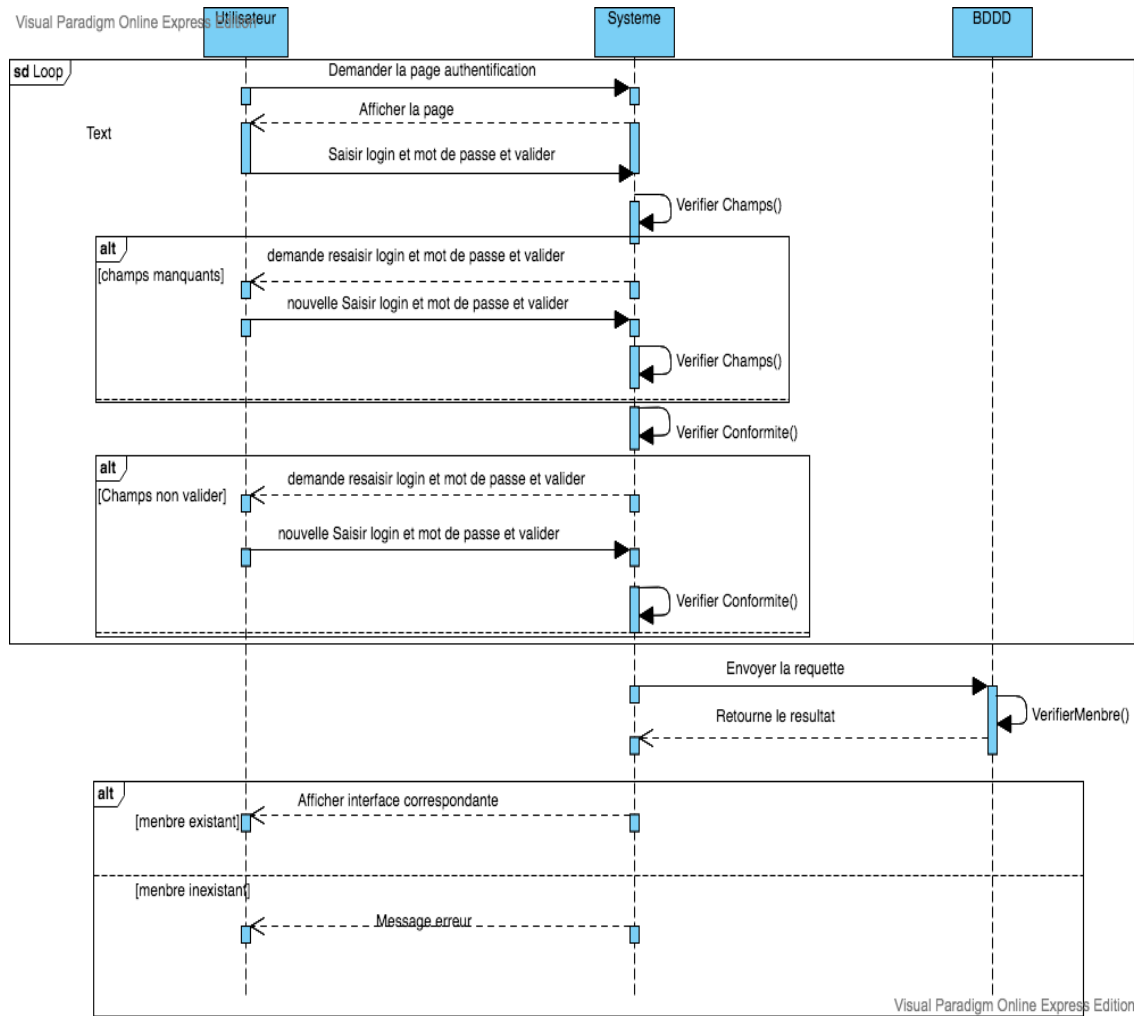 Visual Paradigm Online Express Edition
Utilisateur
Systeme
BDDD
sd Loop
Demander la page authentification
Afficher la page
Text
Saisir login et mot de passe et valider
Verifier Champs()
alt
demande resaisir login et mot de passe et valider
[champs manquants]
nouvelle Saisir login et mot de passe et valider
Verifier Champs()
Verifier Conformite()
alt
demande resaisir login et mot de passe et valider
[Champs non valider]
nouvelle Saisir login et mot de passe et valider
Verifier Conformite()
Envoyer la requette
Retourne le resultat
VerifierMenbre()
alt
Afficher interface correspondante
[menbre existant]
[menbre inexistant]
Message erreur
Visual Paradigm Online Express Edition